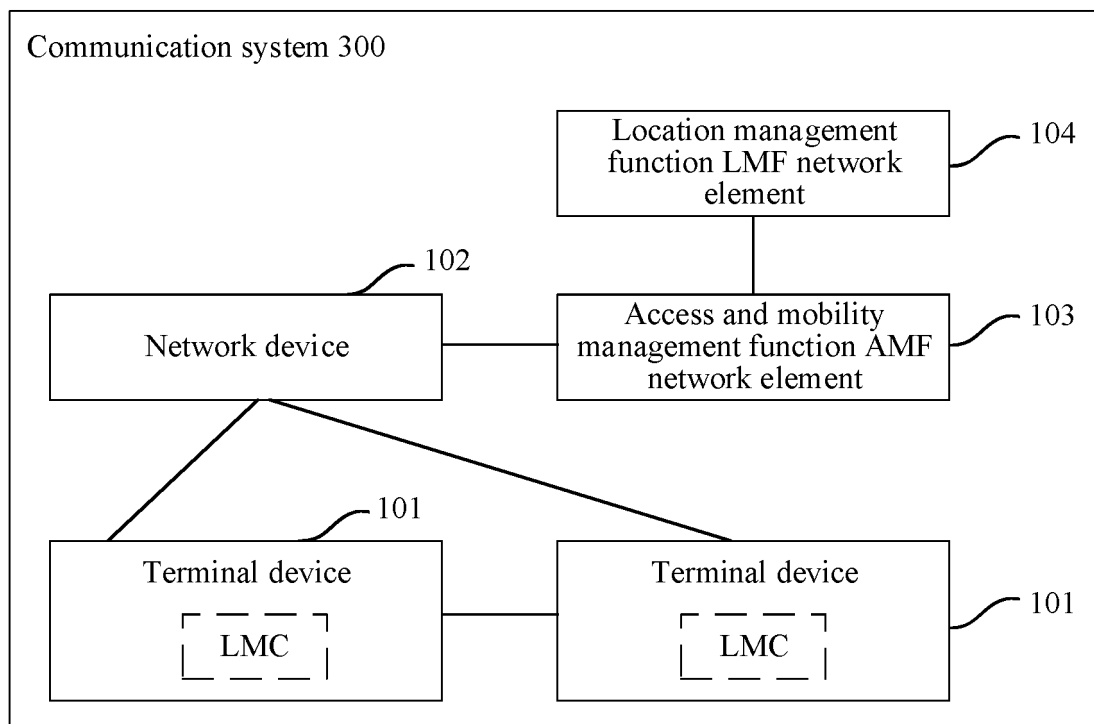 Communication system 300
Location management
function LMF network
element
104
102
Network device
Access and mobility
management function AMF
network element
103
101
Terminal device
LMC
Terminal device
LMC
101